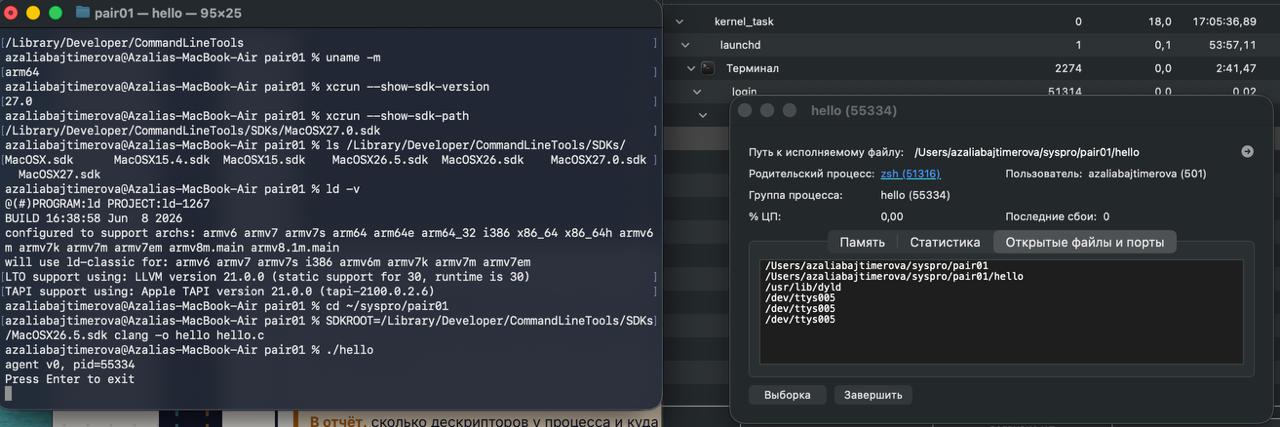 pair01 — hello — 95×25
/Library/Developer/CommandLineTools
azaliabajtimerova@Azalias-MacBook-Air pair01 % uname -m
arm64
azaliabajtimerova@Azalias-MacBook-Air pair01 % xcrun --show-sdk-version
27.0
azaliabajtimerova@Azalias-MacBook-Air pair01 % xcrun --show-sdk-path
/Library/Developer/CommandLineTools/SDKs/MacOSX27.0.sdk
azaliabajtimerova@Azalias-MacBook-Air pair01 % ls /Library/Developer/CommandLineTools/SDKs/
MacOSX.sdk MacOSX15.4.sdk MacOSX15.sdk MacOSX26.5.sdk MacOSX26.sdk MacOSX27.0.sdk
MacOSX27.sdk
azaliabajtimerova@Azalias-MacBook-Air pair01 % ld -v
@(#)PROGRAM:ld PROJECT:ld-1267
BUILD 16:38:58 Jun 8 2026
configured to support archs: armv6 armv7 armv7s arm64 arm64e arm64_32 i386 x86_64 x86_64h armv6
m armv7k armv7m armv7em armv8m.main armv8.1m.main
will use ld-classic for: armv6 armv7 armv7s i386 armv6m armv7k armv7m armv7em
LTO support using: LLVM version 21.0.0 (static support for 30, runtime is 30)
TAPI support using: Apple TAPI version 21.0.0 (tapi-2100.0.2.6)
azaliabajtimerova@Azalias-MacBook-Air pair01 % cd ~/syspro/pair01
azaliabajtimerova@Azalias-MacBook-Air pair01 % SDKROOT=/Library/Developer/CommandLineTools/SDKs
/MacOSX26.5.sdk clang -o hello hello.c
azaliabajtimerova@Azalias-MacBook-Air pair01 % ./hello
agent v0, pid=55334
Press Enter to exit
В отчёт, сколько дескрипторов у процесса и куда
kernel_task 0 18,0 17:05:36,89
launchd 1 0,1 53:57,11
Терминал 2274 0,0 2:41,47
login 51314 0,0 0,02
hello (55334)
Путь к исполняемому файлу: /Users/azaliabajtimerova/syspro/pair01/hello
Родительский процесс: zsh (51316) Пользователь: azaliabajtimerova (501)
Группа процесса: hello (55334)
% ЦП: 0,00 Последние сбои: 0
Память Статистика Открытые файлы и порты
/Users/azaliabajtimerova/syspro/pair01
/Users/azaliabajtimerova/syspro/pair01/hello
/usr/lib/dyld
/dev/ttys005
/dev/ttys005
/dev/ttys005
Выборка Завершить